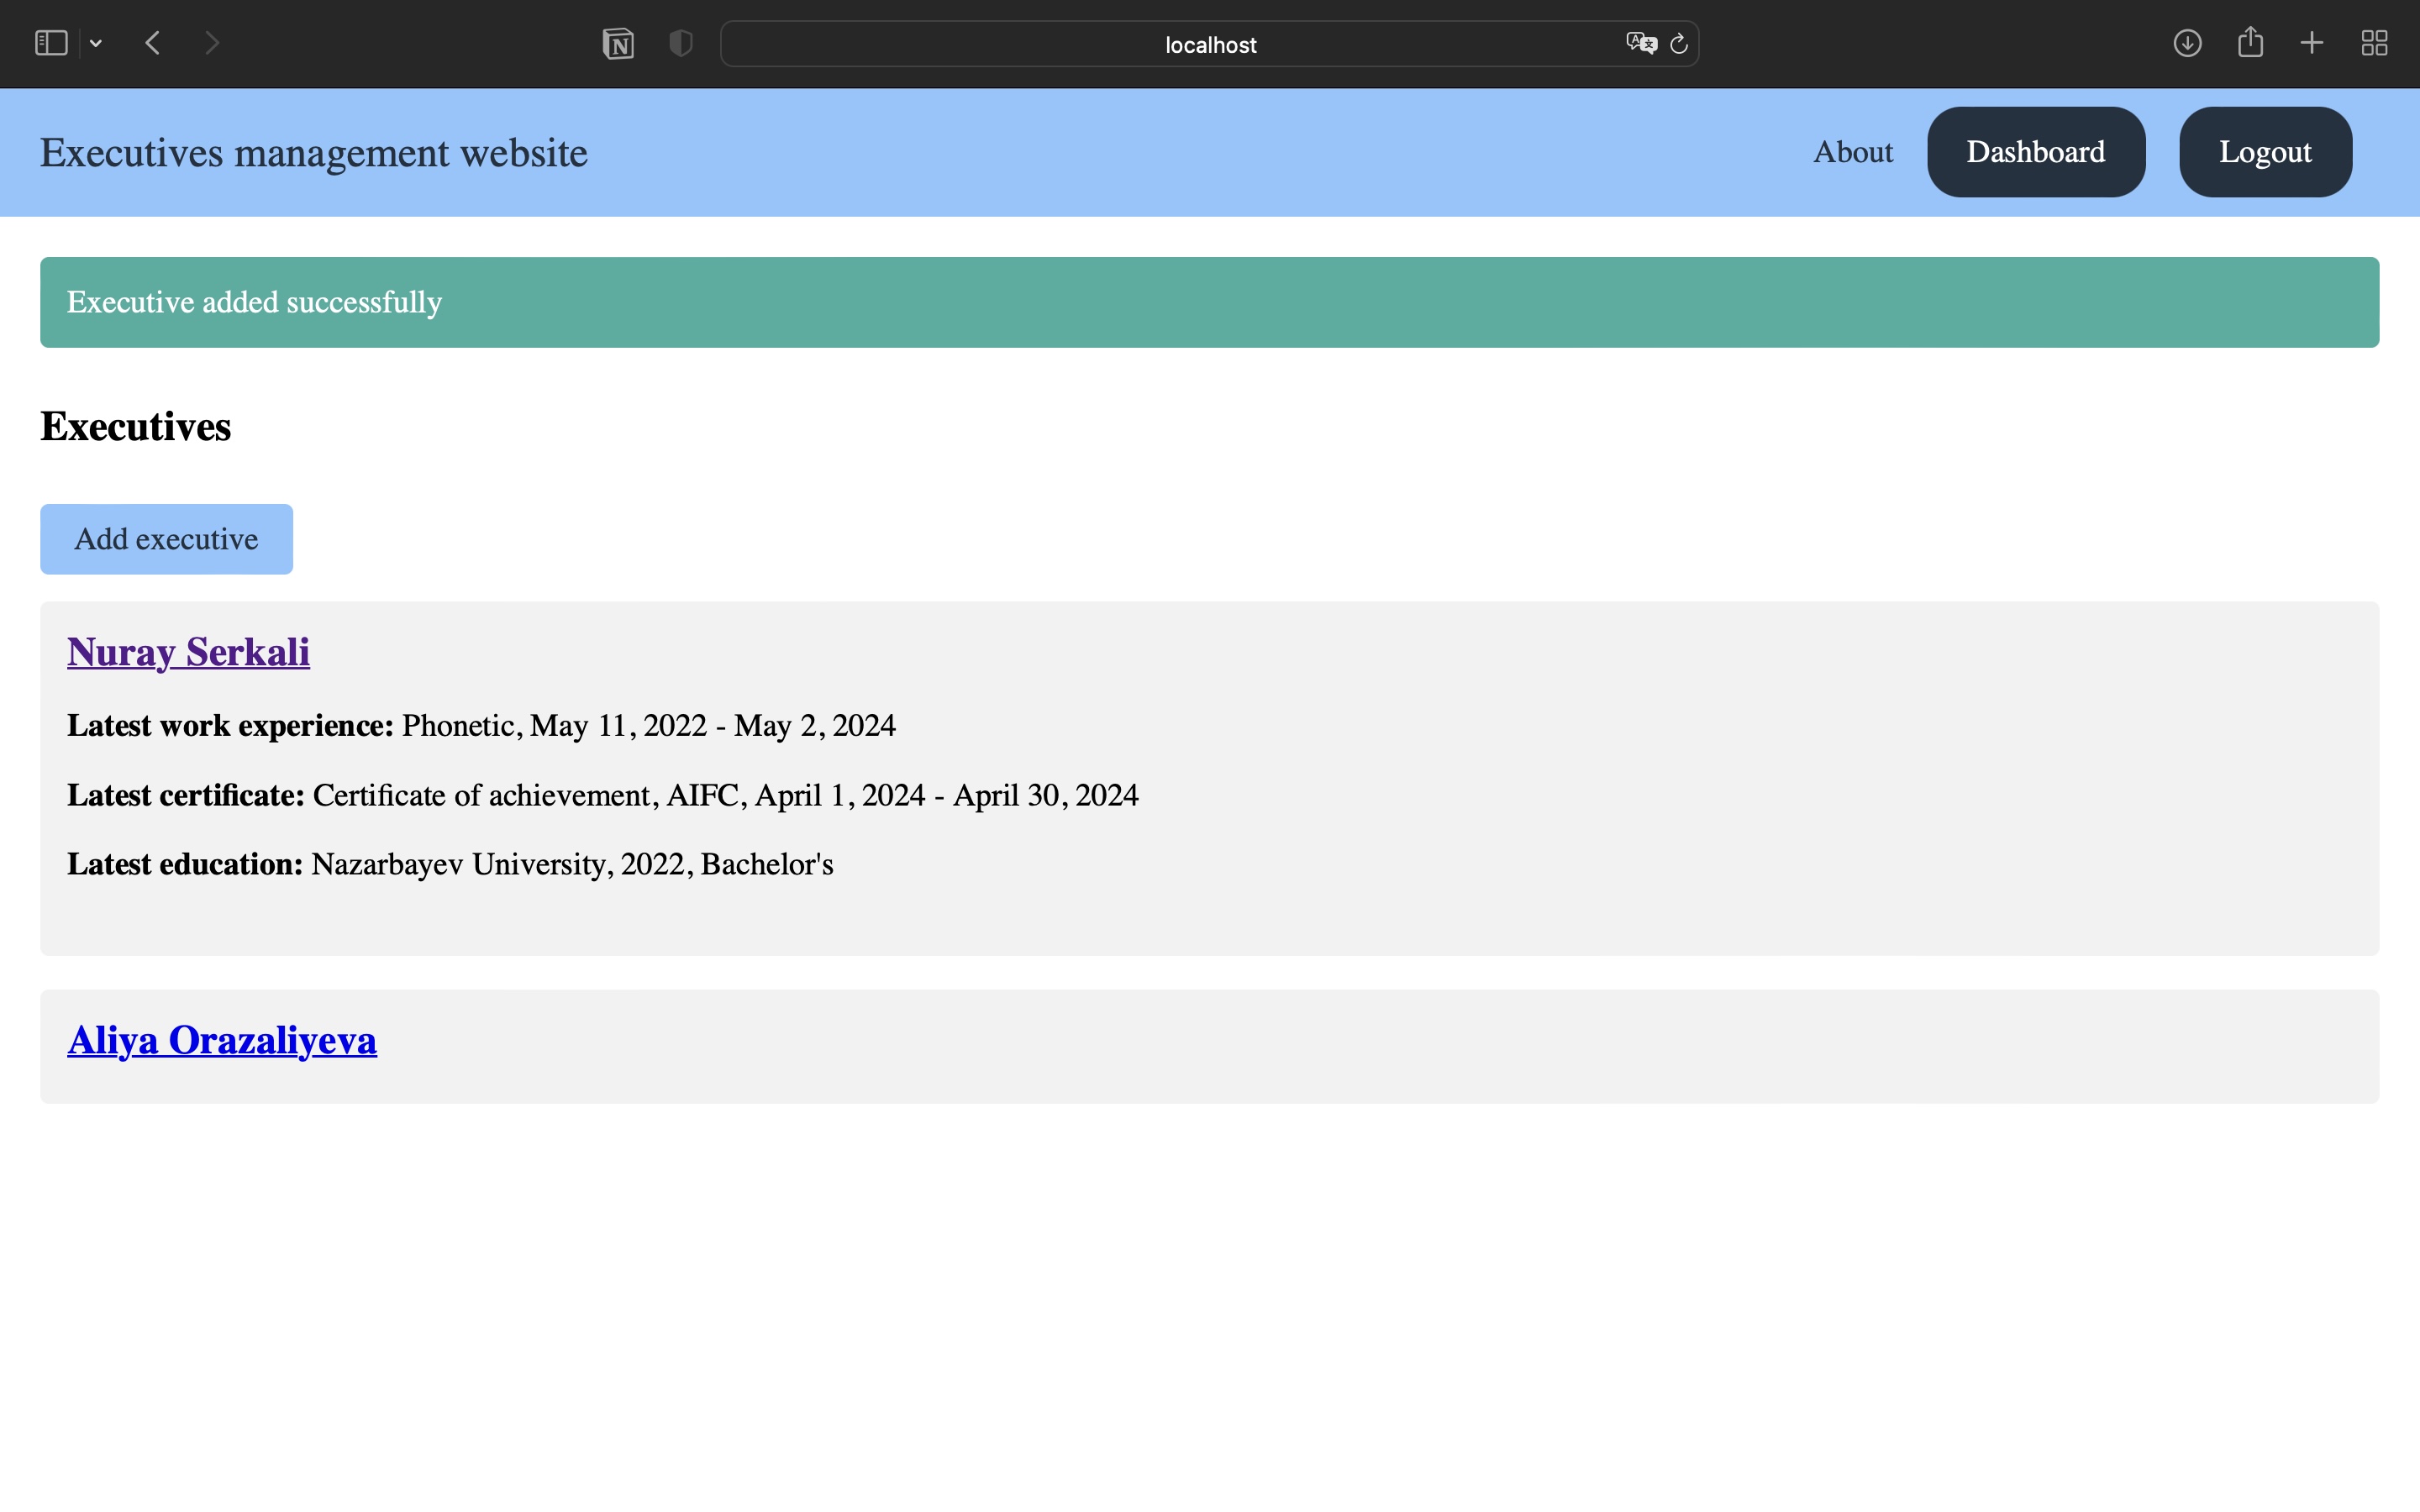 localhost
Executives management website
About
Dashboard
Logout
Executive added successfully
Executives
Add executive
Nuray Serkali
Latest work experience: Phonetic, May 11, 2022 - May 2, 2024
Latest certificate: Certificate of achievement, AIFC, April 1, 2024 - April 30, 2024
Latest education: Nazarbayev University, 2022, Bachelor's
Aliya Orazaliyeva